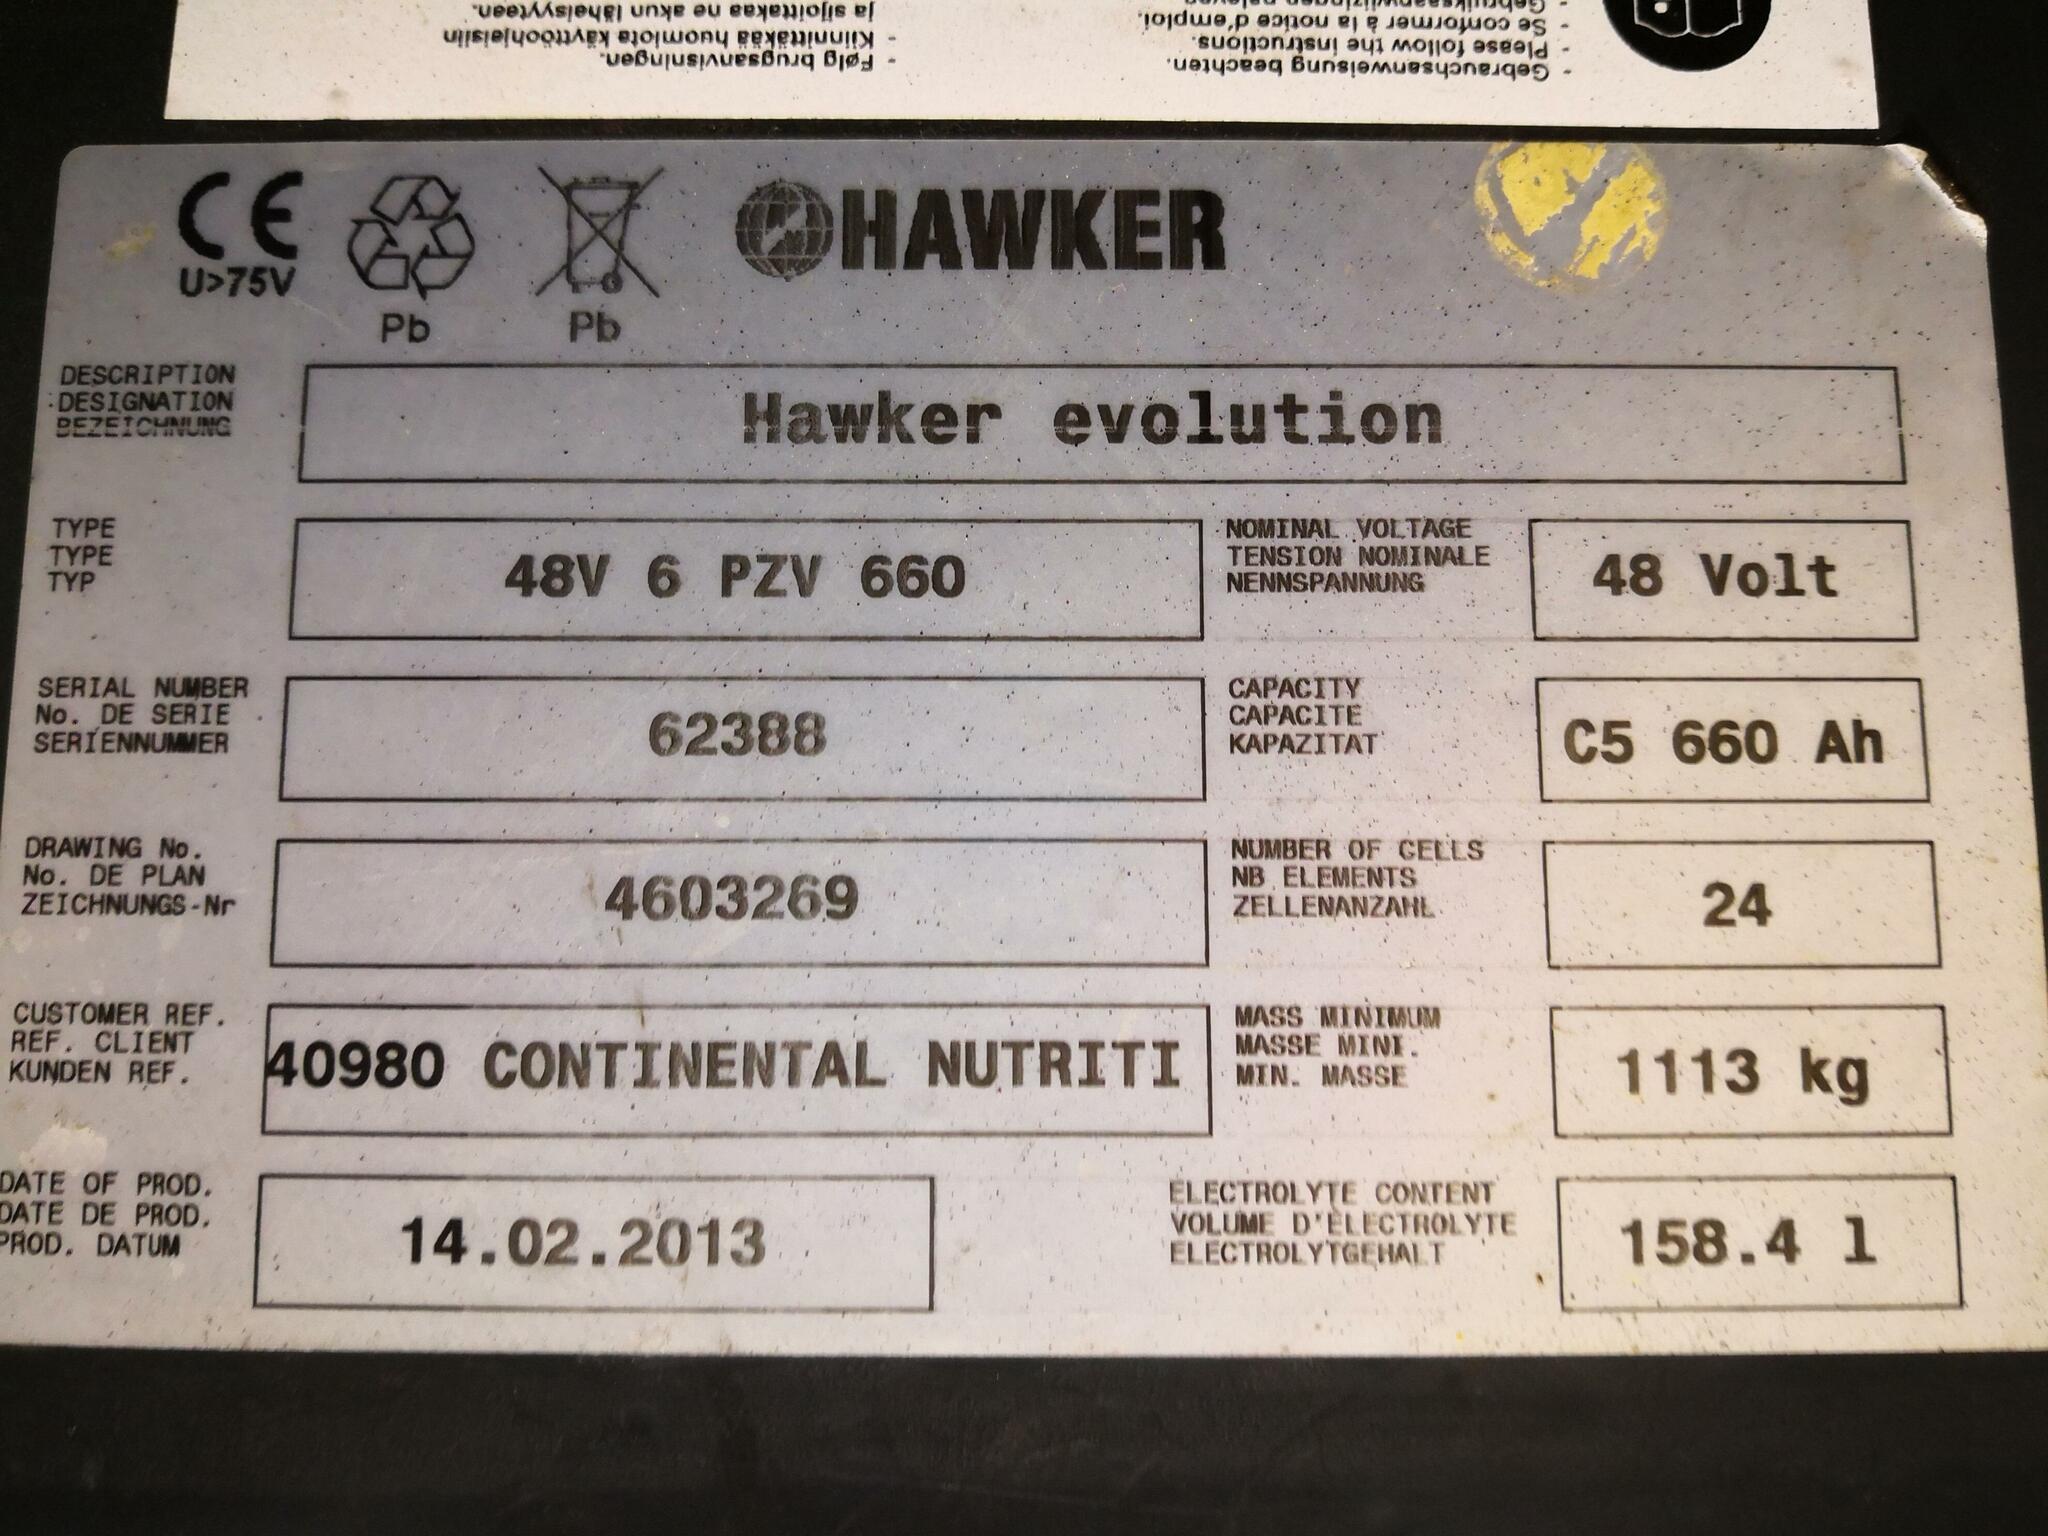 - Gebrauchsanweisung beachten.
- Please follow the instructions.
- Se conformer à la notice d'emploi.
- Følg brugsanvisningen.
- Kiinnittäkää huomiota käyttöohjeisiin
ja sijoittakaa ne akun läheisyyteen.
CE
U>75V
Pb
Pb
HAWKER
DESCRIPTION
DESIGNATION
BEZEICHNUNG
Hawker evolution
TYPE
TYPE
TYP
48V 6 PZV 660
NOMINAL VOLTAGE
TENSION NOMINALE
NENNSPANNUNG
48 Volt
SERIAL NUMBER
No. DE SERIE
SERIENNUMMER
62388
CAPACITY
CAPACITE
KAPAZITAT
C5 660 Ah
DRAWING No.
No. DE PLAN
ZEICHNUNGS-Nr
4603269
NUMBER OF CELLS
NB ELEMENTS
ZELLENANZAHL
24
CUSTOMER REF.
REF. CLIENT
KUNDEN REF.
40980 CONTINENTAL NUTRITI
MASS MINIMUM
MASSE MINI.
MIN. MASSE
1113 kg
DATE OF PROD.
DATE DE PROD.
PROD. DATUM
14.02.2013
ELECTROLYTE CONTENT
VOLUME D'ELECTROLYTE
ELECTROLYTGEHALT
158.4 l